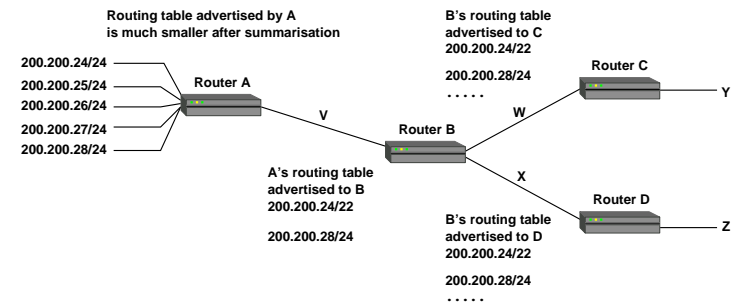 Routing table advertised by A
is much smaller after summarisation
200.200.24/24
200.200.25/24
200.200.26/24
200.200.27/24
200.200.28/24
Router A
V
A's routing table
advertised to B
200.200.24/22
200.200.28/24
Router B
B's routing table
advertised to C
200.200.24/22
200.200.28/24
.....
W
Router C
Y
X
Router D
Z
B's routing table
advertised to D
200.200.24/22
200.200.28/24
.....